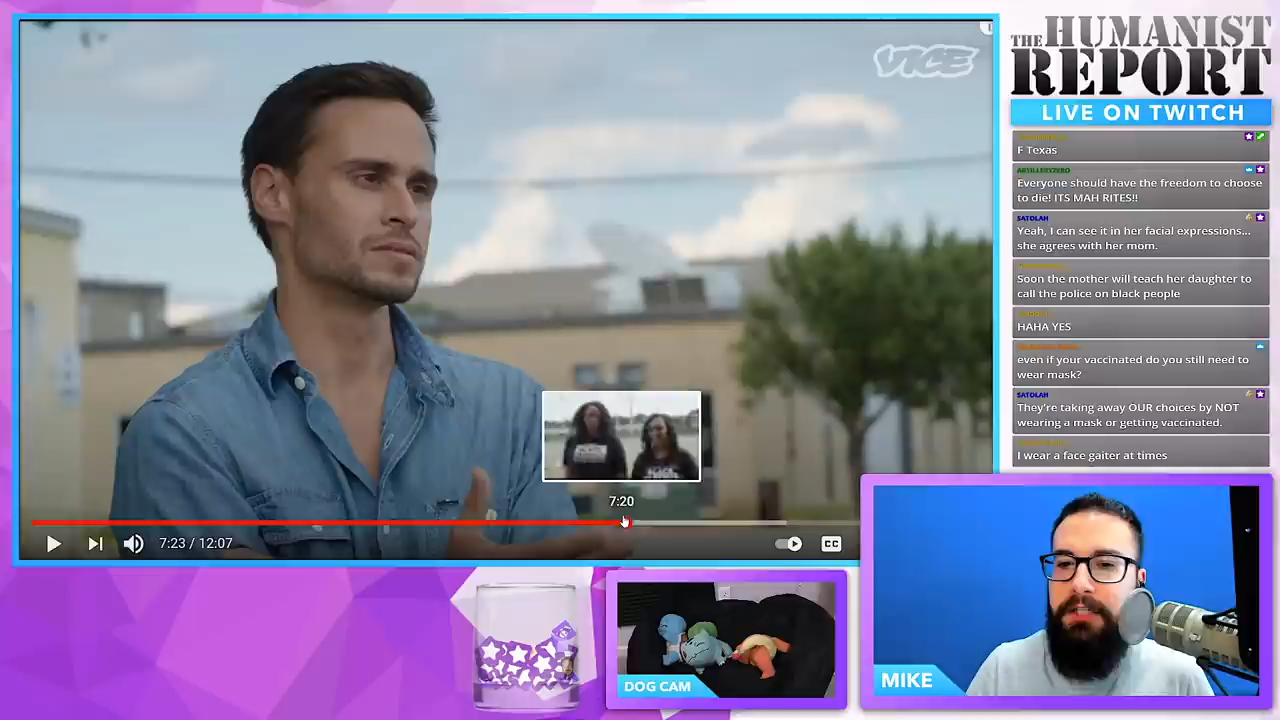 VICE
THE HUMANIST
REPORT
LIVE ON TWITCH
F Texas
ARTILLERYZERO
Everyone should have the freedom to choose
to die! ITS MAH RITES!!
SATOLAH
Yeah, I can see it in her facial expressions...
she agrees with her mom.
Soon the mother will teach her daughter to
call the police on black people
HAHA YES
even if your vaccinated do you still need to
wear mask?
SATOLAH
They're taking away OUR choices by NOT
wearing a mask or getting vaccinated.
I wear a face gaiter at times
7:20
7:23 / 12:07
CC
DOG CAM
MIKE